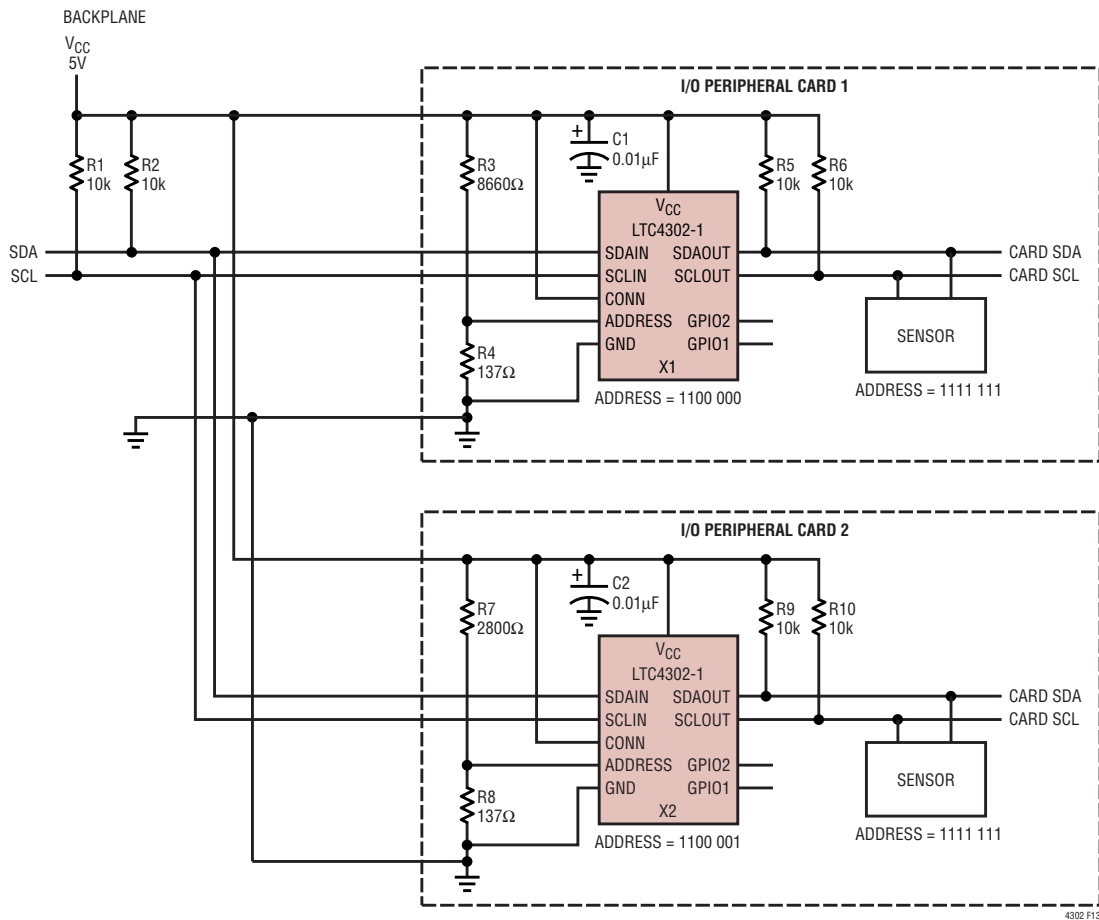 BACKPLANE
VCC
5V
I/O PERIPHERAL CARD 1
R1
10k
R2
10k
R3
8660Ω
+
C1
0.01µF
R5
10k
R6
10k
VCC
LTC4302-1
SDA
SCL
SDAIN
SDAOUT
SCLIN
SCLOUT
CONN
ADDRESS
GPIO2
GND
GPIO1
X1
CARD SDA
CARD SCL
SENSOR
R4
137Ω
ADDRESS = 1100 000
ADDRESS = 1111 111
I/O PERIPHERAL CARD 2
R7
2800Ω
+
C2
0.01µF
R9
10k
R10
10k
VCC
LTC4302-1
SDAIN
SDAOUT
SCLIN
SCLOUT
CONN
ADDRESS
GPIO2
GND
GPIO1
X2
CARD SDA
CARD SCL
SENSOR
R8
137Ω
ADDRESS = 1100 001
ADDRESS = 1111 111
4302 F13